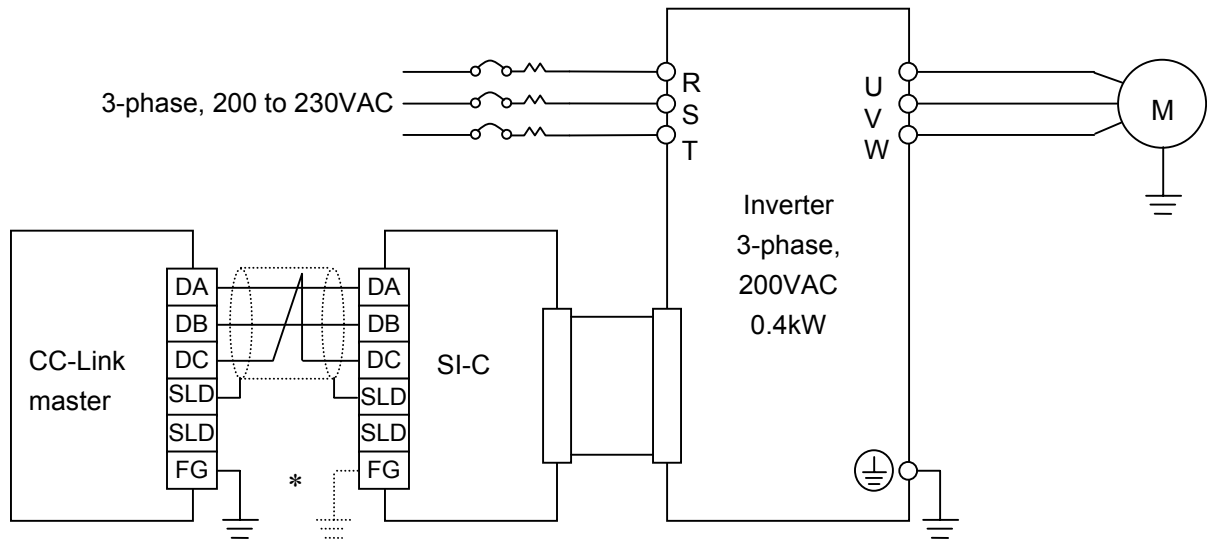 3-phase, 200 to 230VAC
R
S
T
U
V
W
M
Inverter
3-phase,
200VAC
0.4kW
CC-Link
master
DA
DB
DC
SLD
SLD
FG
*
DA
DB
DC
SLD
SLD
FG
SI-C